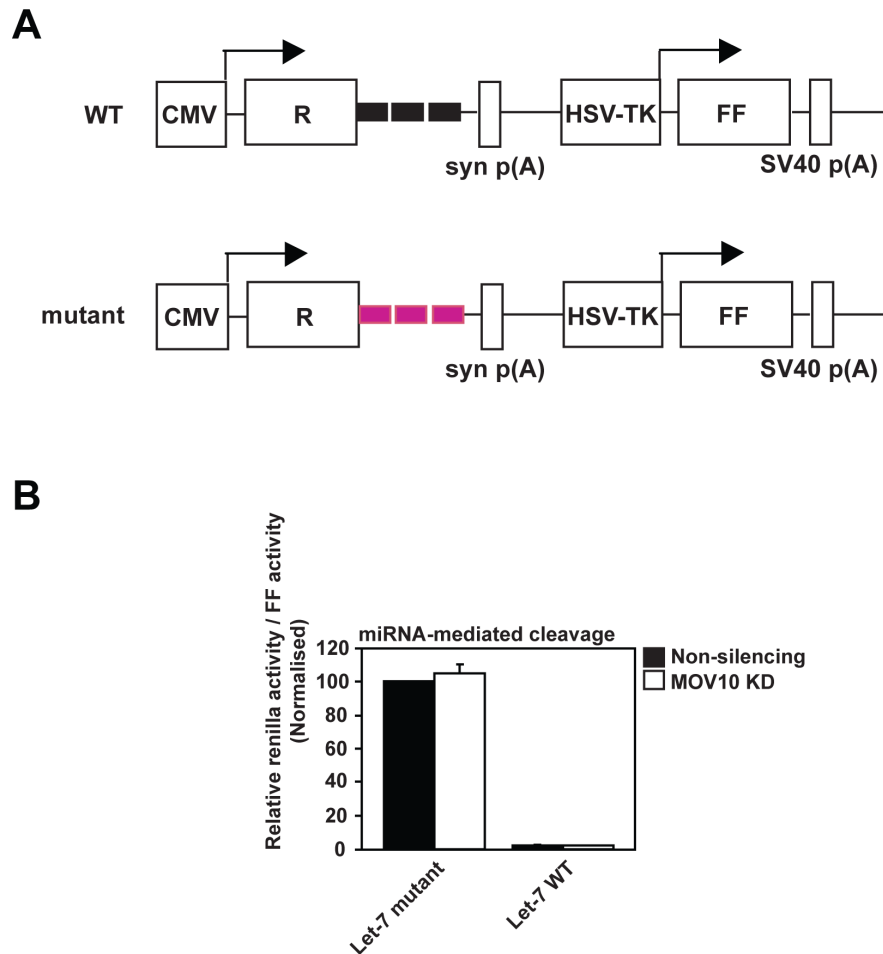 A
WT
CMV
R
syn p(A)
HSV-TK
FF
SV40 p(A)
mutant
CMV
R
syn p(A)
HSV-TK
FF
SV40 p(A)
B
Relative renilla activity / FF activity
(Normalised)
miRNA-mediated cleavage
120
100
80
60
40
20
0
Let-7 mutant
Let-7 WT
Non-silencing
MOV10 KD